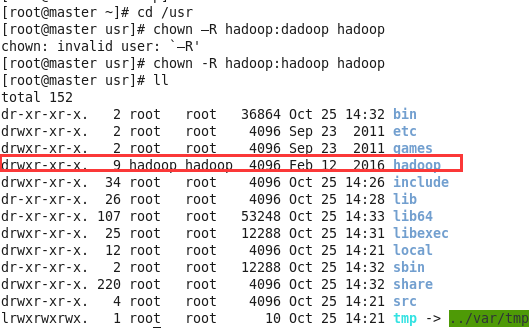 [root@master ~]# cd /usr
[root@master usr]# chown –R hadoop:dadoop hadoop
chown: invalid user: `–R'
[root@master usr]# chown -R hadoop:hadoop hadoop
[root@master usr]# ll
total 152
dr-xr-xr-x.   2 root   root   36864 Oct 25 14:32 bin
drwxr-xr-x.   2 root   root    4096 Sep 23  2011 etc
drwxr-xr-x.   2 root   root    4096 Sep 23  2011 games
drwxr-xr-x.   9 hadoop hadoop  4096 Feb 12  2016 hadoop
drwxr-xr-x.  34 root   root    4096 Oct 25 14:26 include
dr-xr-xr-x.  26 root   root    4096 Oct 25 14:28 lib
dr-xr-xr-x. 107 root   root   53248 Oct 25 14:33 lib64
drwxr-xr-x.  25 root   root   12288 Oct 25 14:31 libexec
drwxr-xr-x.  12 root   root    4096 Oct 25 14:21 local
dr-xr-xr-x.   2 root   root   12288 Oct 25 14:32 sbin
drwxr-xr-x. 220 root   root    4096 Oct 25 14:32 share
drwxr-xr-x.   4 root   root    4096 Oct 25 14:21 src
lrwxrwxrwx.   1 root   root      10 Oct 25 14:21 tmp -> ../var/tmp